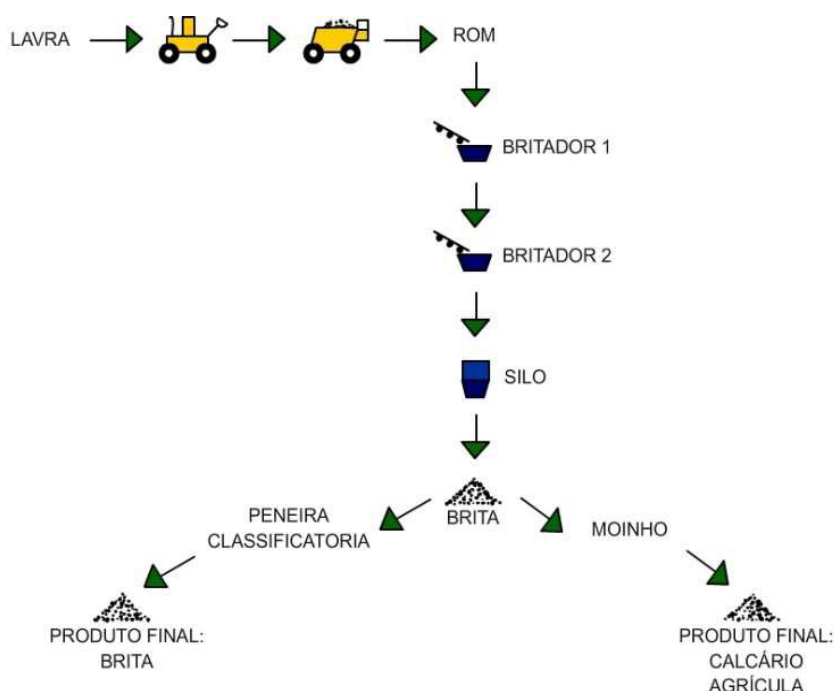 LAVRA
ROM
BRITADOR 1
BRITADOR 2
SILO
BRITA
PENEIRA
CLASSIFICATORIA
MOINHO
PRODUTO FINAL:
BRITA
PRODUTO FINAL:
CALCÁRIO
AGRÍCULA